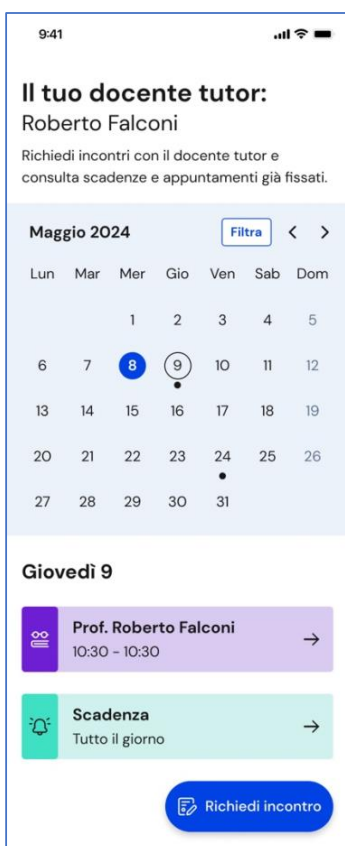 9:41
Il tuo docente tutor:
Roberto Falconi
Richiedi incontri con il docente tutor e
consulta scadenze e appuntamenti già fissati.
Maggio 2024 Filtra
Lun Mar Mer Gio Ven Sab Dom
1 2 3 4 5
6 7 8 9 10 11 12
13 14 15 16 17 18 19
20 21 22 23 24 25 26
27 28 29 30 31
Giovedì 9
Prof. Roberto Falconi
10:30 - 10:30
Scadenza
Tutto il giorno
Richiedi incontro